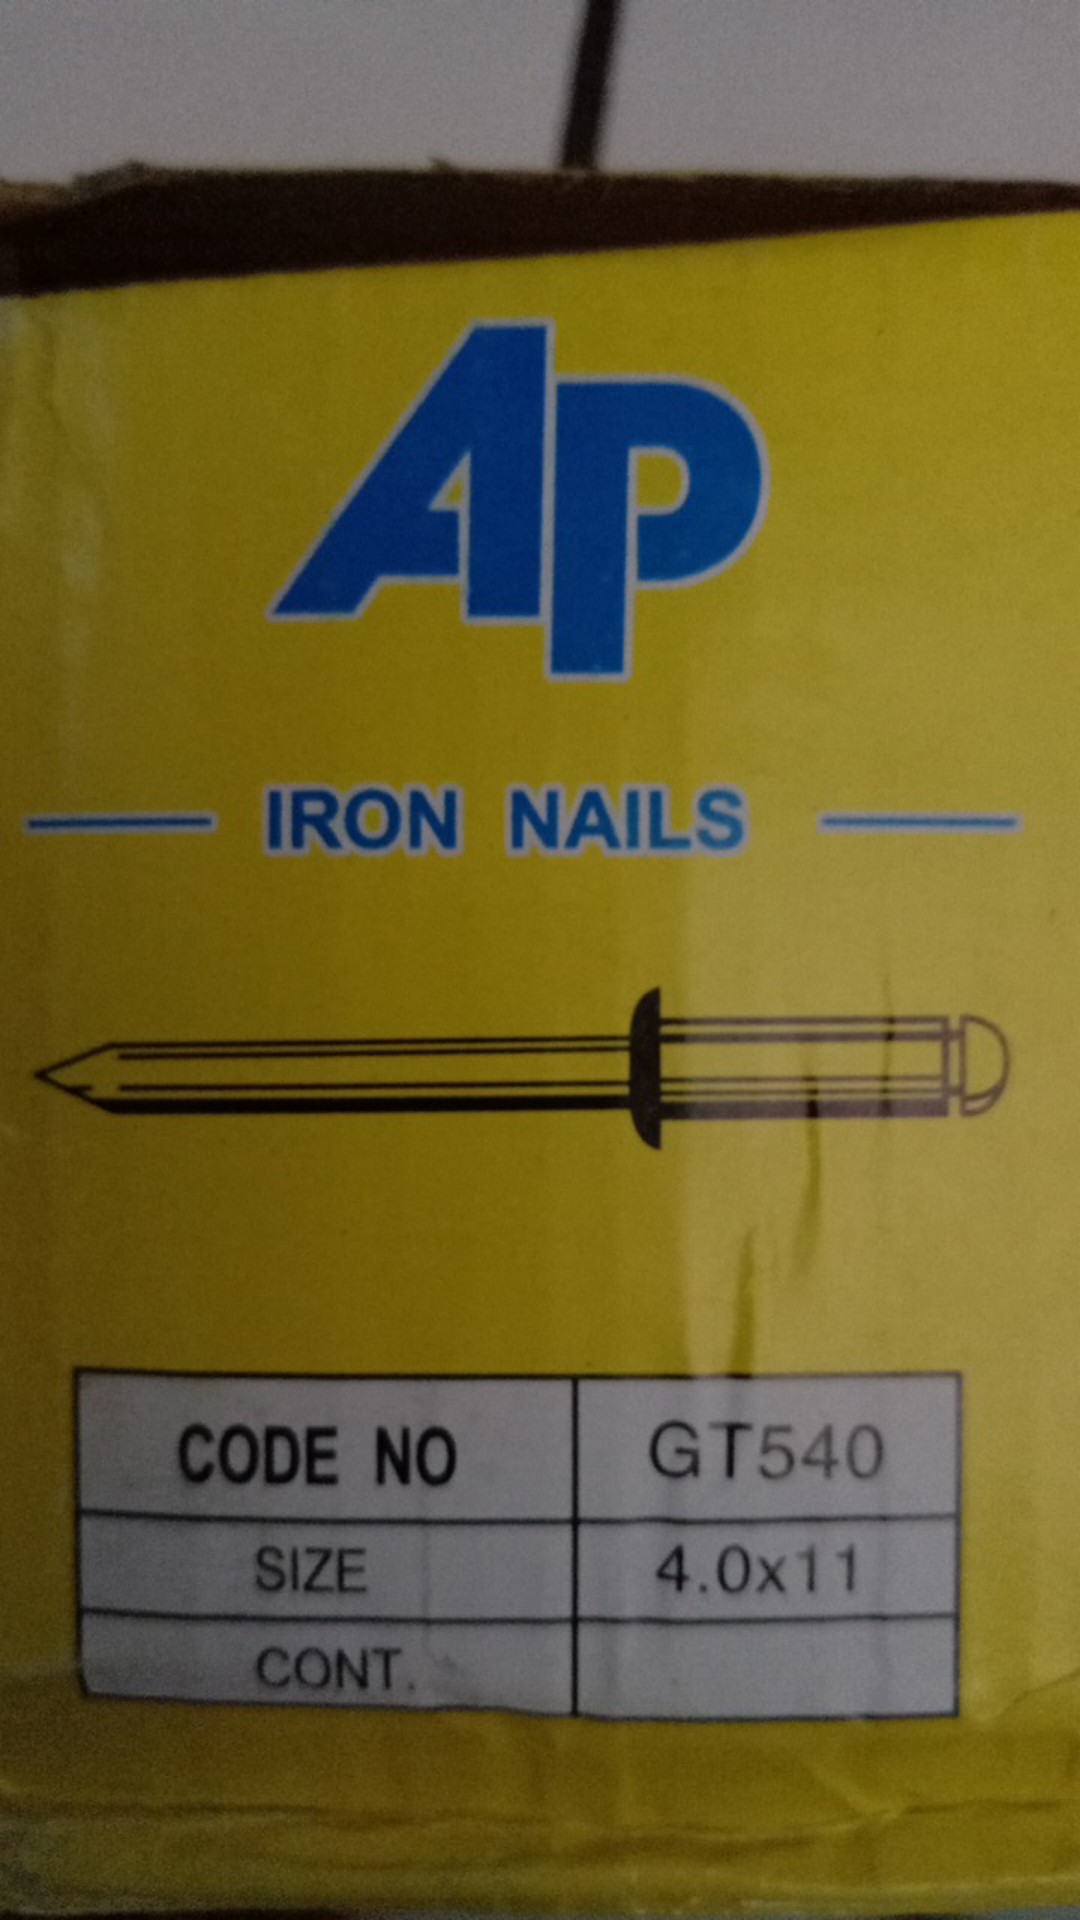 AP
IRON NAILS
CODE NO GT540
SIZE 4.0x11
CONT.